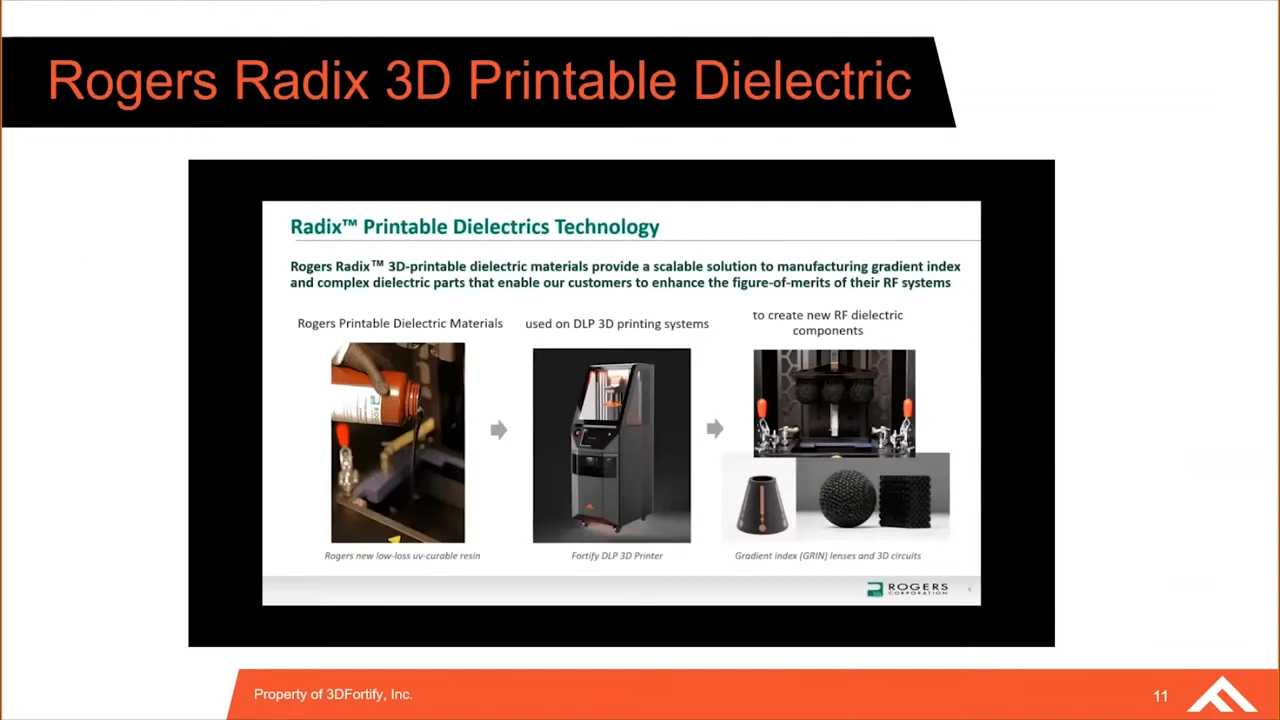 Rogers Radix 3D Printable Dielectric
Radix™ Printable Dielectrics Technology
Rogers Radix™ 3D-printable dielectric materials provide a scalable solution to manufacturing gradient index
and complex dielectric parts that enable our customers to enhance the figure-of-merits of their RF systems
Rogers Printable Dielectric Materials
used on DLP 3D printing systems
to create new RF dielectric
components
Rogers new low-loss uv-curable resin
Fortify DLP 3D Printer
Gradient index (GRIN) lenses and 3D circuits
ROGERS
CORPORATION
Property of 3DFortify, Inc.
11